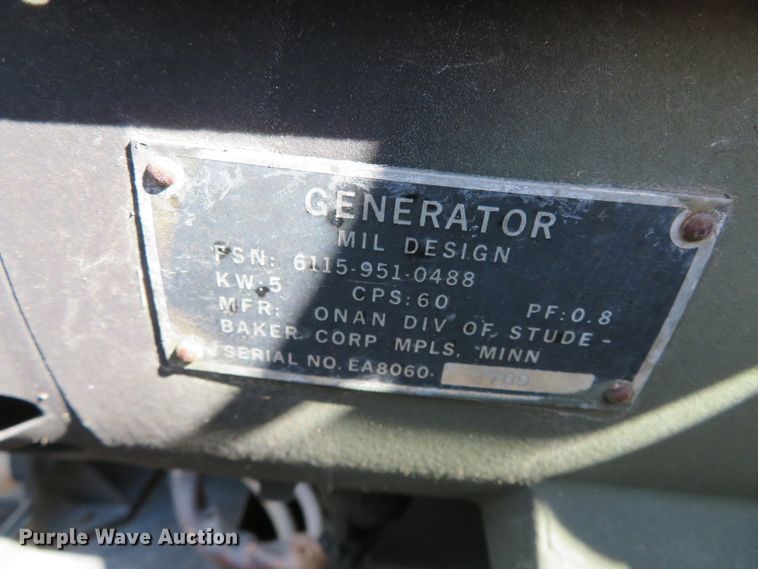 GENERATOR
MIL DESIGN
FSN: 6115-951-0488
KW:5 CPS:60 PF:0.8
MFR: ONAN DIV OF STUDE-
BAKER CORP MPLS, MINN
SERIAL NO. EA8060-
Purple Wave Auction